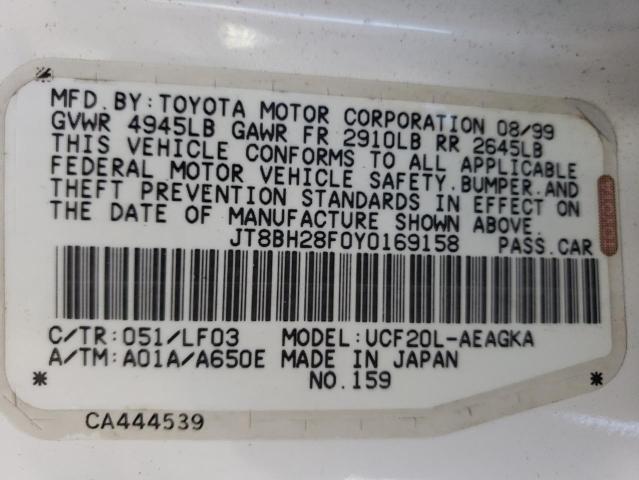 MFD. BY: TOYOTA MOTOR CORPORATION 08/99
GVWR 4945LB GAWR FR 2910LB RR 2645LB
THIS VEHICLE CONFORMS TO ALL APPLICABLE
FEDERAL MOTOR VEHICLE SAFETY, BUMPER, AND
THEFT PREVENTION STANDARDS IN EFFECT ON
THE DATE OF MANUFACTURE SHOWN ABOVE.
JT8BH28F0Y0169158 PASS. CAR
TOYOTA
C/TR: 051/LF03 MODEL: UCF20L-AEAGKA
A/TM: A01A/A650E MADE IN JAPAN
* NO. 159 *
CA444539